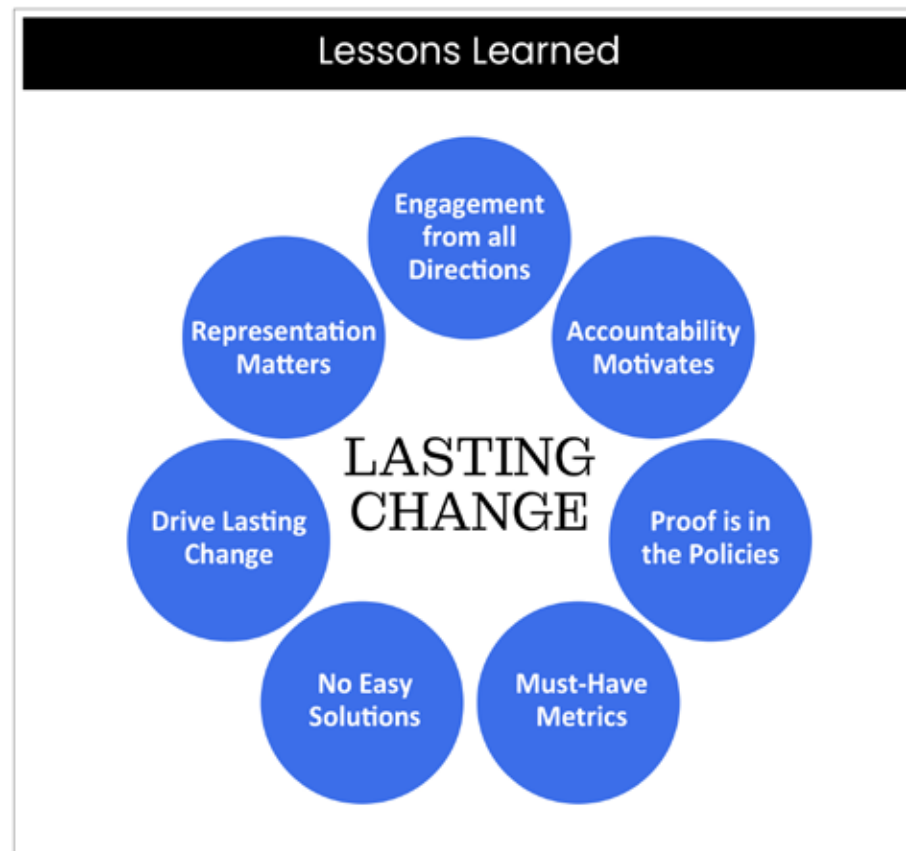 Lessons Learned
Engagement
from all
Directions
Accountability
Motivates
Proof is in
the Policies
Must-Have
Metrics
No Easy
Solutions
Drive Lasting
Change
Representation
Matters
LASTING
CHANGE